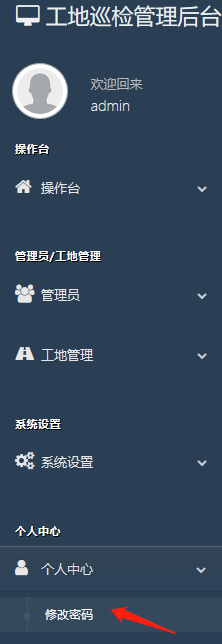 工地巡检管理后台
欢迎回来
admin
操作台
操作台
管理员/工地管理
管理员
工地管理
系统设置
系统设置
个人中心
个人中心
修改密码